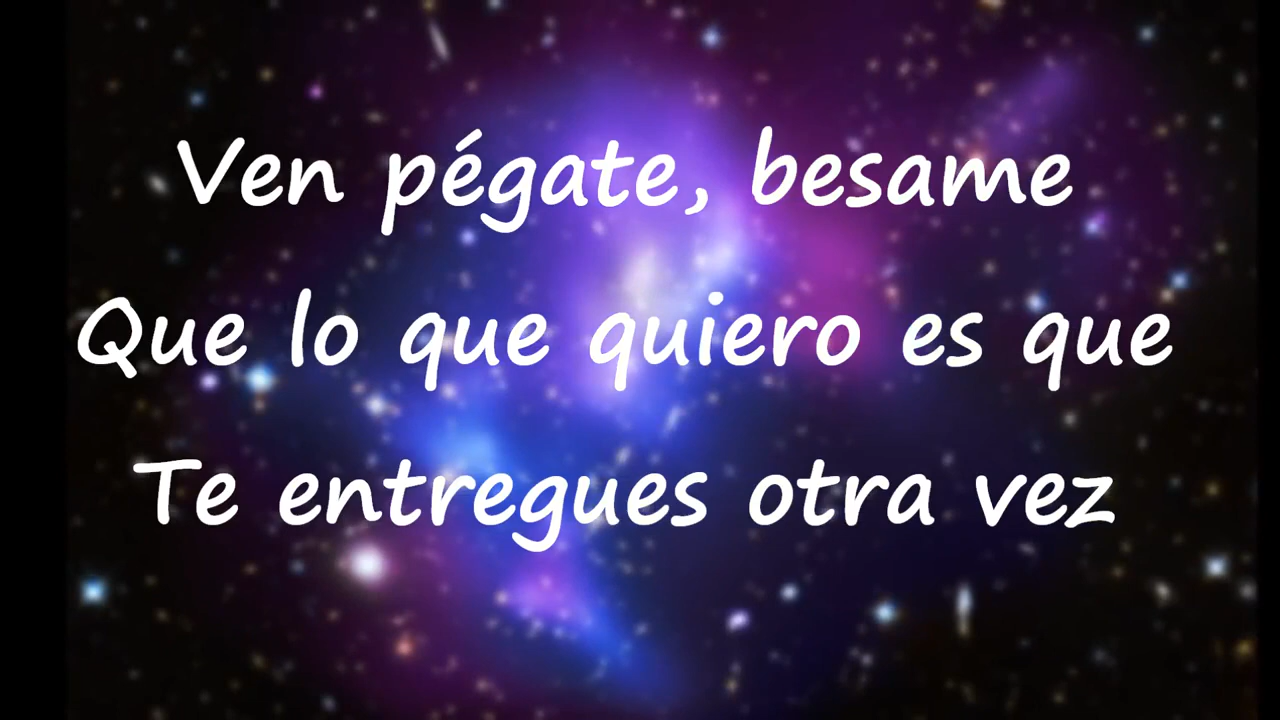 Ven pégate, besame
Que lo que quiero es que
Te entregues otra vez